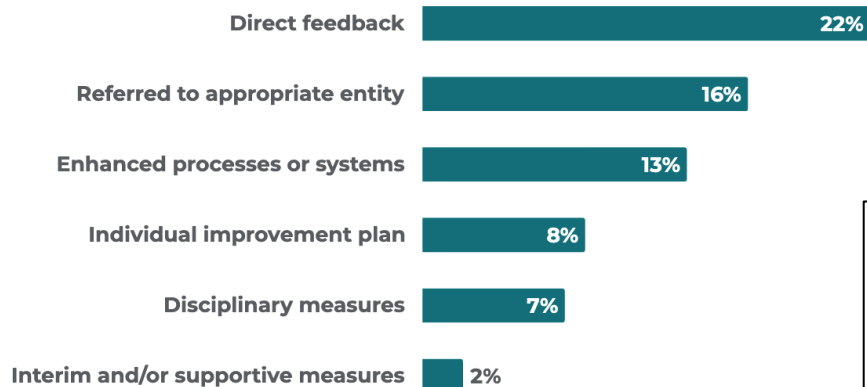 Direct feedback 22%
Referred to appropriate entity 16%
Enhanced processes or systems 13%
Individual improvement plan 8%
Disciplinary measures 7%
Interim and/or supportive measures 2%